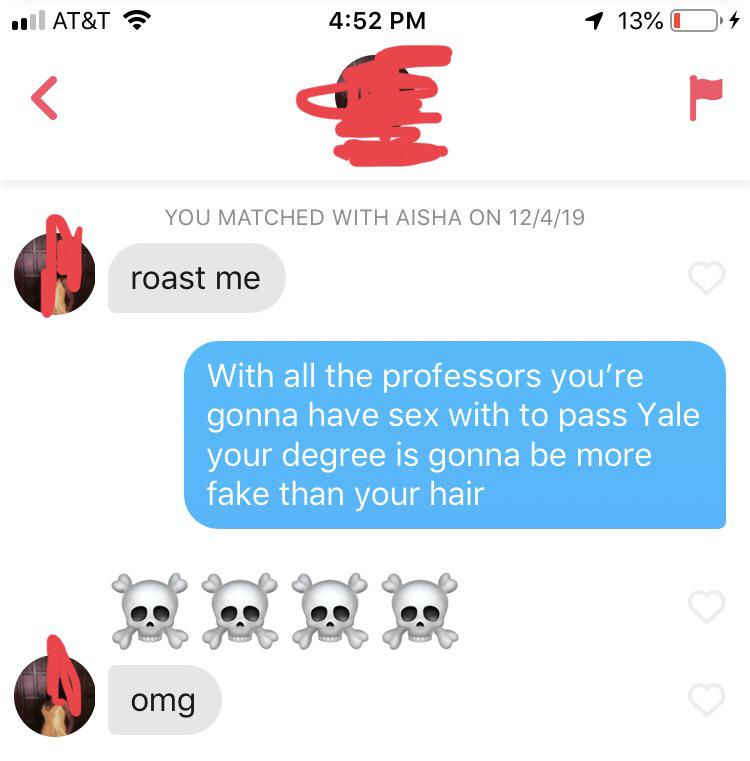 AT&T 4:52 PM 13%
YOU MATCHED WITH AISHA ON 12/4/19
roast me
With all the professors you're
gonna have sex with to pass Yale
your degree is gonna be more
fake than your hair
☠️☠️☠️☠️
omg